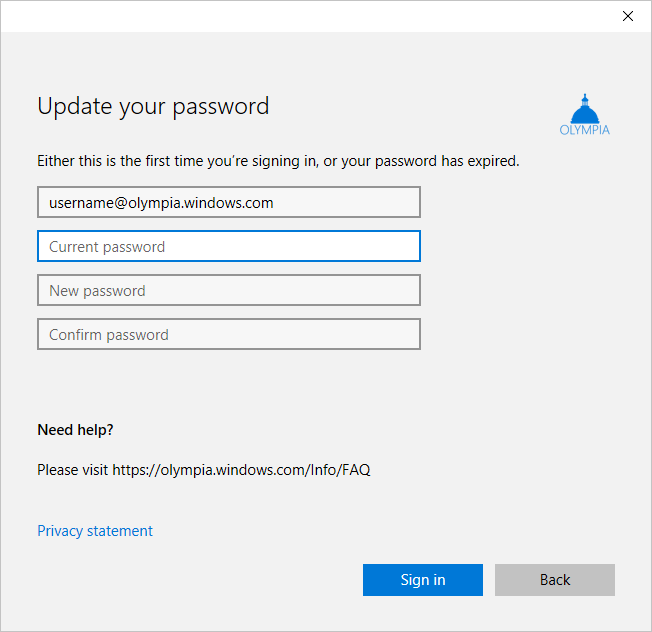 Update your password
OLYMPIA
Either this is the first time you're signing in, or your password has expired.
username@olympia.windows.com
Current password
New password
Confirm password
Need help?
Please visit https://olympia.windows.com/Info/FAQ
Privacy statement
Sign in
Back